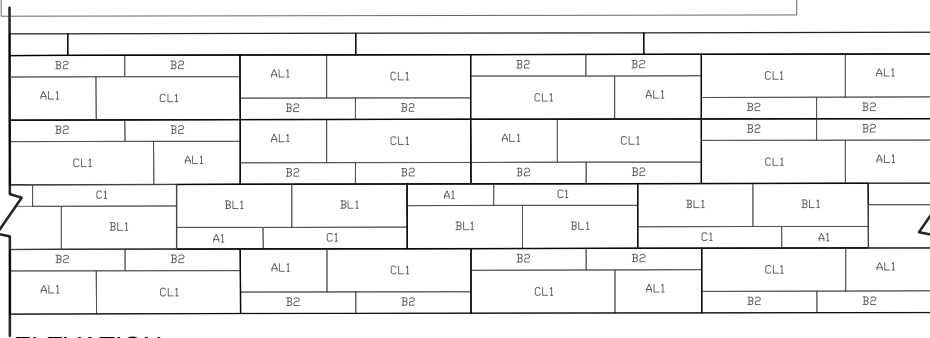 B2 B2 B2 B2
AL1 CL1 CL1 AL1
AL1 CL1 CL1 AL1
B2 B2 B2 B2
B2 B2 B2 B2
AL1 CL1 AL1 CL1
CL1 AL1 CL1 AL1
B2 B2 B2 B2
C1 A1 C1
BL1 BL1 BL1 BL1
BL1 BL1 BL1
A1 C1 C1 A1
B2 B2 B2 B2
AL1 CL1 CL1 AL1
AL1 CL1 CL1 AL1
B2 B2 B2 B2
ELEVATION